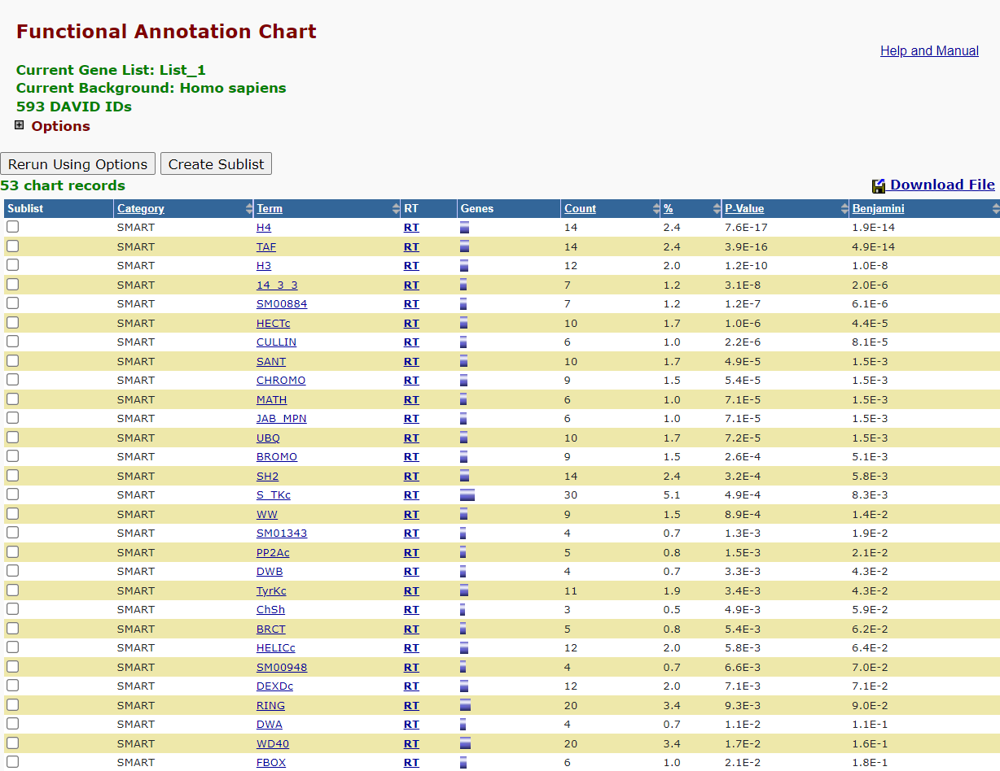 Functional Annotation Chart
Help and Manual
Current Gene List: List_1
Current Background: Homo sapiens
593 DAVID IDs
Options
Rerun Using Options Create Sublist
53 chart records Download File
Sublist Category Term RT Genes Count % P-Value Benjamini
SMART H4 RT 14 2.4 7.6E-17 1.9E-14
SMART TAF RT 14 2.4 3.9E-16 4.9E-14
SMART H3 RT 12 2.0 1.2E-10 1.0E-8
SMART 14_3_3 RT 7 1.2 3.1E-8 2.0E-6
SMART SM00884 RT 7 1.2 1.2E-7 6.1E-6
SMART HECTc RT 10 1.7 1.0E-6 4.4E-5
SMART CULLIN RT 6 1.0 2.2E-6 8.1E-5
SMART SANT RT 10 1.7 4.9E-5 1.5E-3
SMART CHROMO RT 9 1.5 5.4E-5 1.5E-3
SMART MATH RT 6 1.0 7.1E-5 1.5E-3
SMART JAB_MPN RT 6 1.0 7.1E-5 1.5E-3
SMART UBQ RT 10 1.7 7.2E-5 1.5E-3
SMART BROMO RT 9 1.5 2.6E-4 5.1E-3
SMART SH2 RT 14 2.4 3.2E-4 5.8E-3
SMART S_TKc RT 30 5.1 4.9E-4 8.3E-3
SMART WW RT 9 1.5 8.9E-4 1.4E-2
SMART SM01343 RT 4 0.7 1.3E-3 1.9E-2
SMART PP2Ac RT 5 0.8 1.5E-3 2.1E-2
SMART DWB RT 4 0.7 3.3E-3 4.3E-2
SMART TyrKc RT 11 1.9 3.4E-3 4.3E-2
SMART ChSh RT 3 0.5 4.9E-3 5.9E-2
SMART BRCT RT 5 0.8 5.4E-3 6.2E-2
SMART HELICc RT 12 2.0 5.8E-3 6.4E-2
SMART SM00948 RT 4 0.7 6.6E-3 7.0E-2
SMART DEXDc RT 12 2.0 7.1E-3 7.1E-2
SMART RING RT 20 3.4 9.3E-3 9.0E-2
SMART DWA RT 4 0.7 1.1E-2 1.1E-1
SMART WD40 RT 20 3.4 1.7E-2 1.6E-1
SMART FBOX RT 6 1.0 2.1E-2 1.8E-1